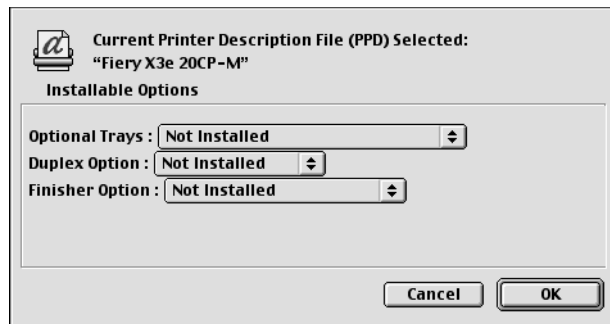 Current Printer Description File (PPD) Selected:
“Fiery X3e 20CP-M”
Installable Options
Optional Trays : Not Installed
Duplex Option : Not Installed
Finisher Option : Not Installed
Cancel OK